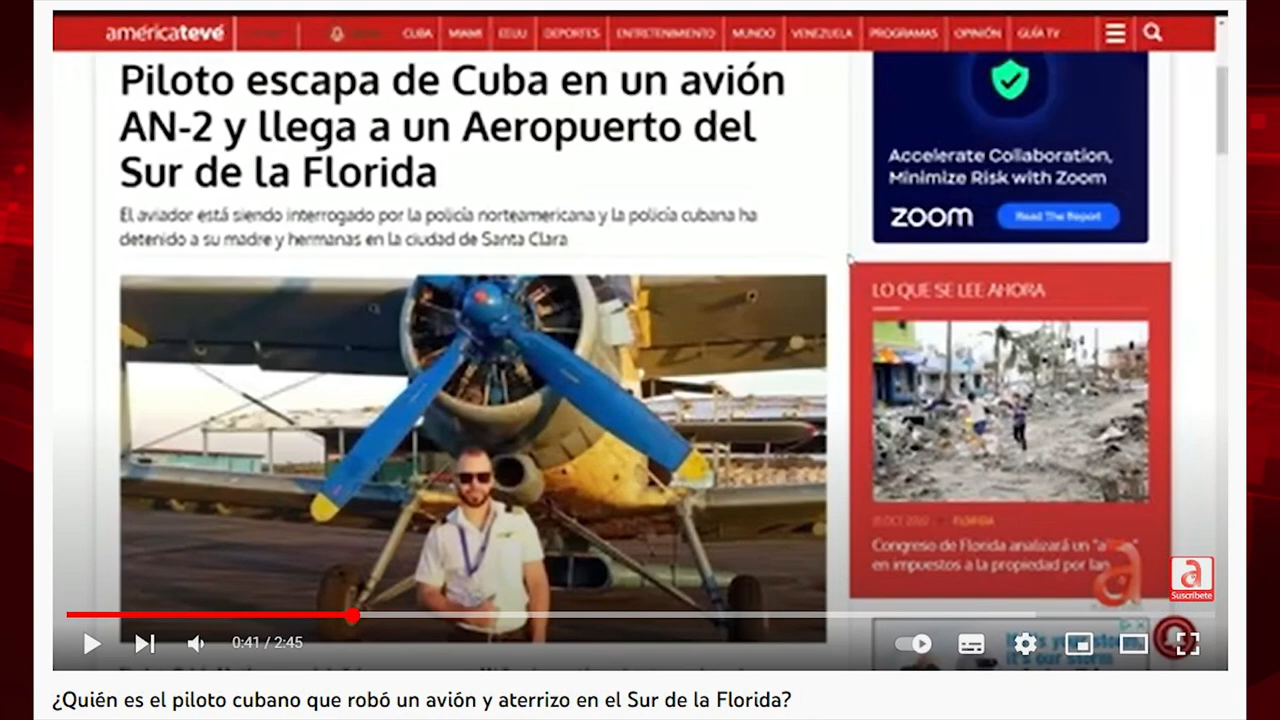 américatevé
CUBA
MIAMI
EEUU
DEPORTES
ENTRETENIMIENTO
MUNDO
VENEZUELA
PROGRAMAS
OPINIÓN
GUÍA TV
Piloto escapa de Cuba en un avión
AN-2 y llega a un Aeropuerto del
Sur de la Florida
El aviador está siendo interrogado por la policía norteamericana y la policía cubana ha
detenido a su madre y hermanas en la ciudad de Santa Clara
Accelerate Collaboration,
Minimize Risk with Zoom
zoom
Read The Report
LO QUE SE LEE AHORA
FLORIDA
Congreso de Florida analizará un
en impuestos a la propiedad por Ian
a
Suscríbete
0:41 / 2:45
it's our storm
¿Quién es el piloto cubano que robó un avión y aterrizo en el Sur de la Florida?